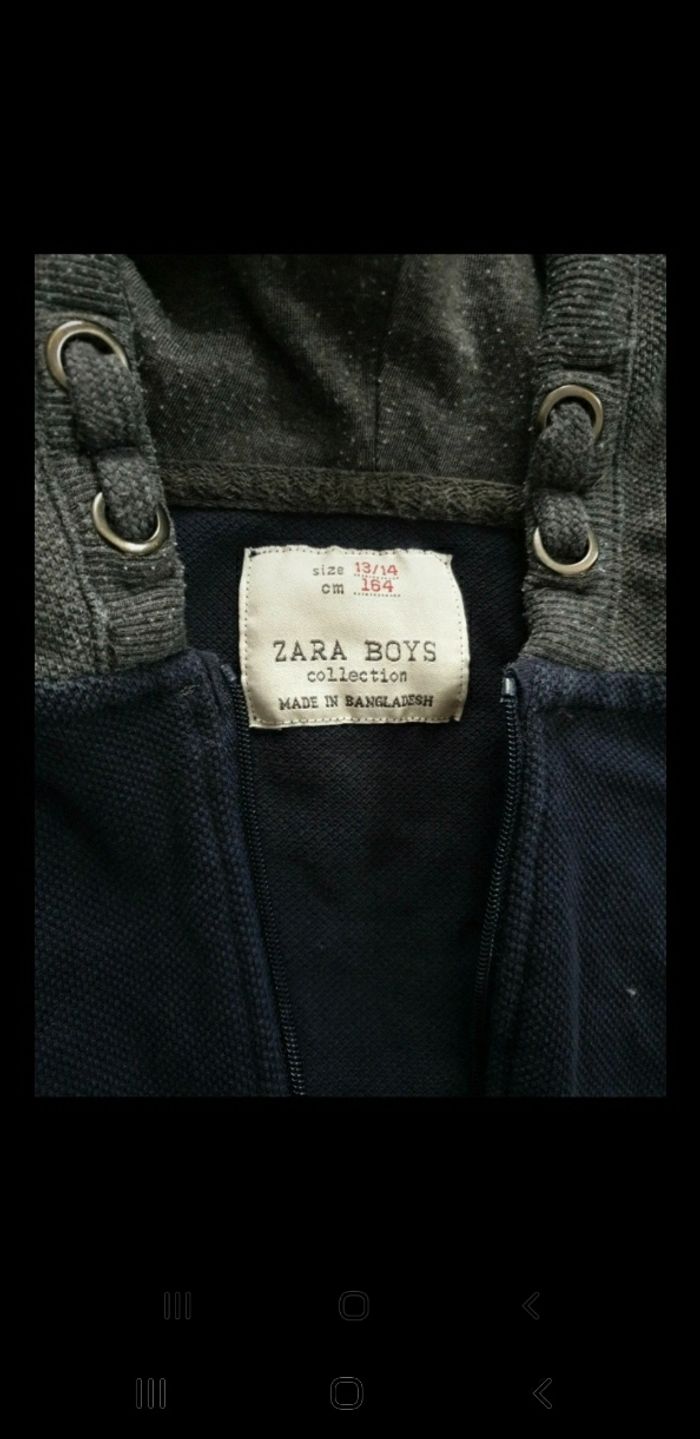 size 13/14
cm 164
ZARA BOYS
collection
MADE IN BANGLADESH